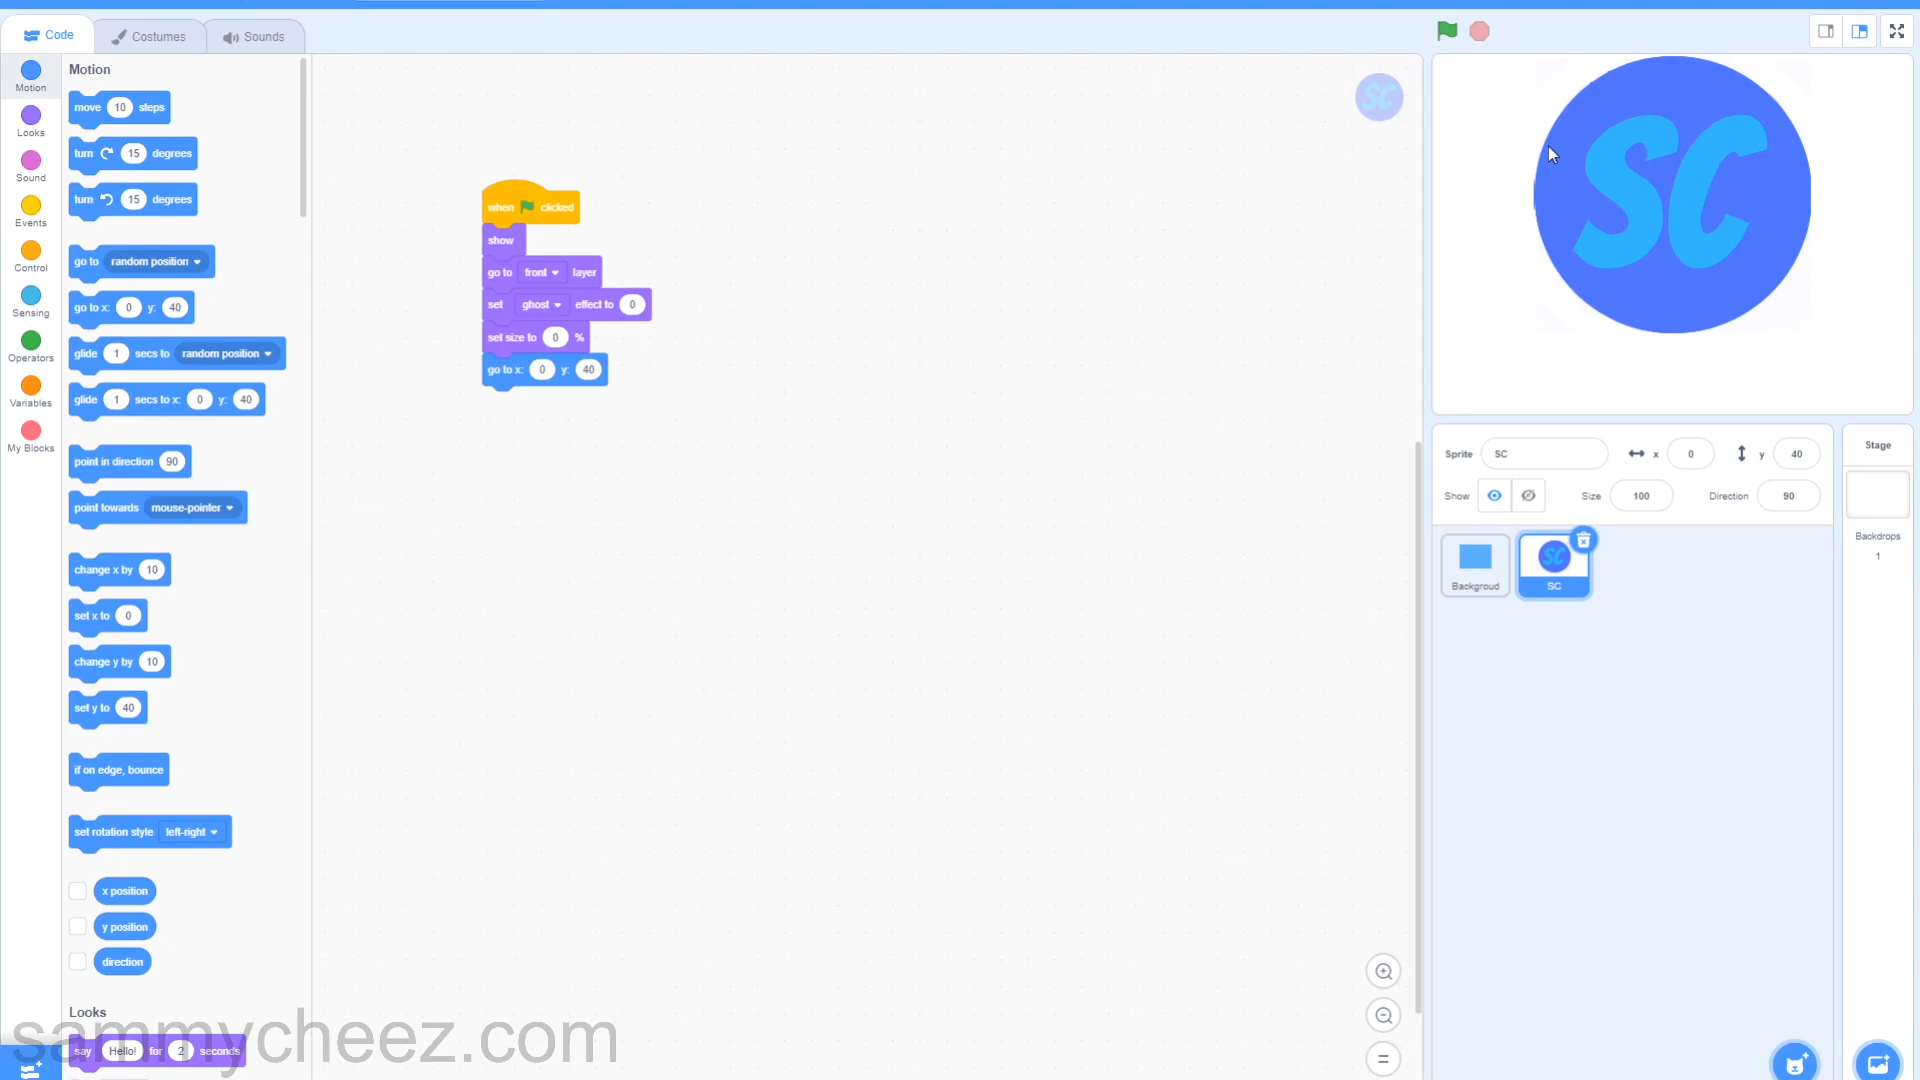 Code
Costumes
Sounds
Motion
Looks
Sound
Events
Control
Sensing
Operators
Variables
My Blocks
Motion
move 10 steps
turn 15 degrees
turn 15 degrees
go to random position
go to x: 0 y: 40
glide 1 secs to random position
glide 1 secs to x: 0 y: 40
point in direction 90
point towards mouse-pointer
change x by 10
set x to 0
change y by 10
set y to 40
if on edge, bounce
set rotation style left-right
x position
y position
direction
Looks
say Hello! for 2 seconds
sammycheez.com
when clicked
show
go to front layer
set ghost effect to 0
set size to 0 %
go to x: 0 y: 40
SC
SC
Sprite SC x 0 y 40
Show Size 100 Direction 90
Backgroud
SC
SC
Stage
Backdrops
1